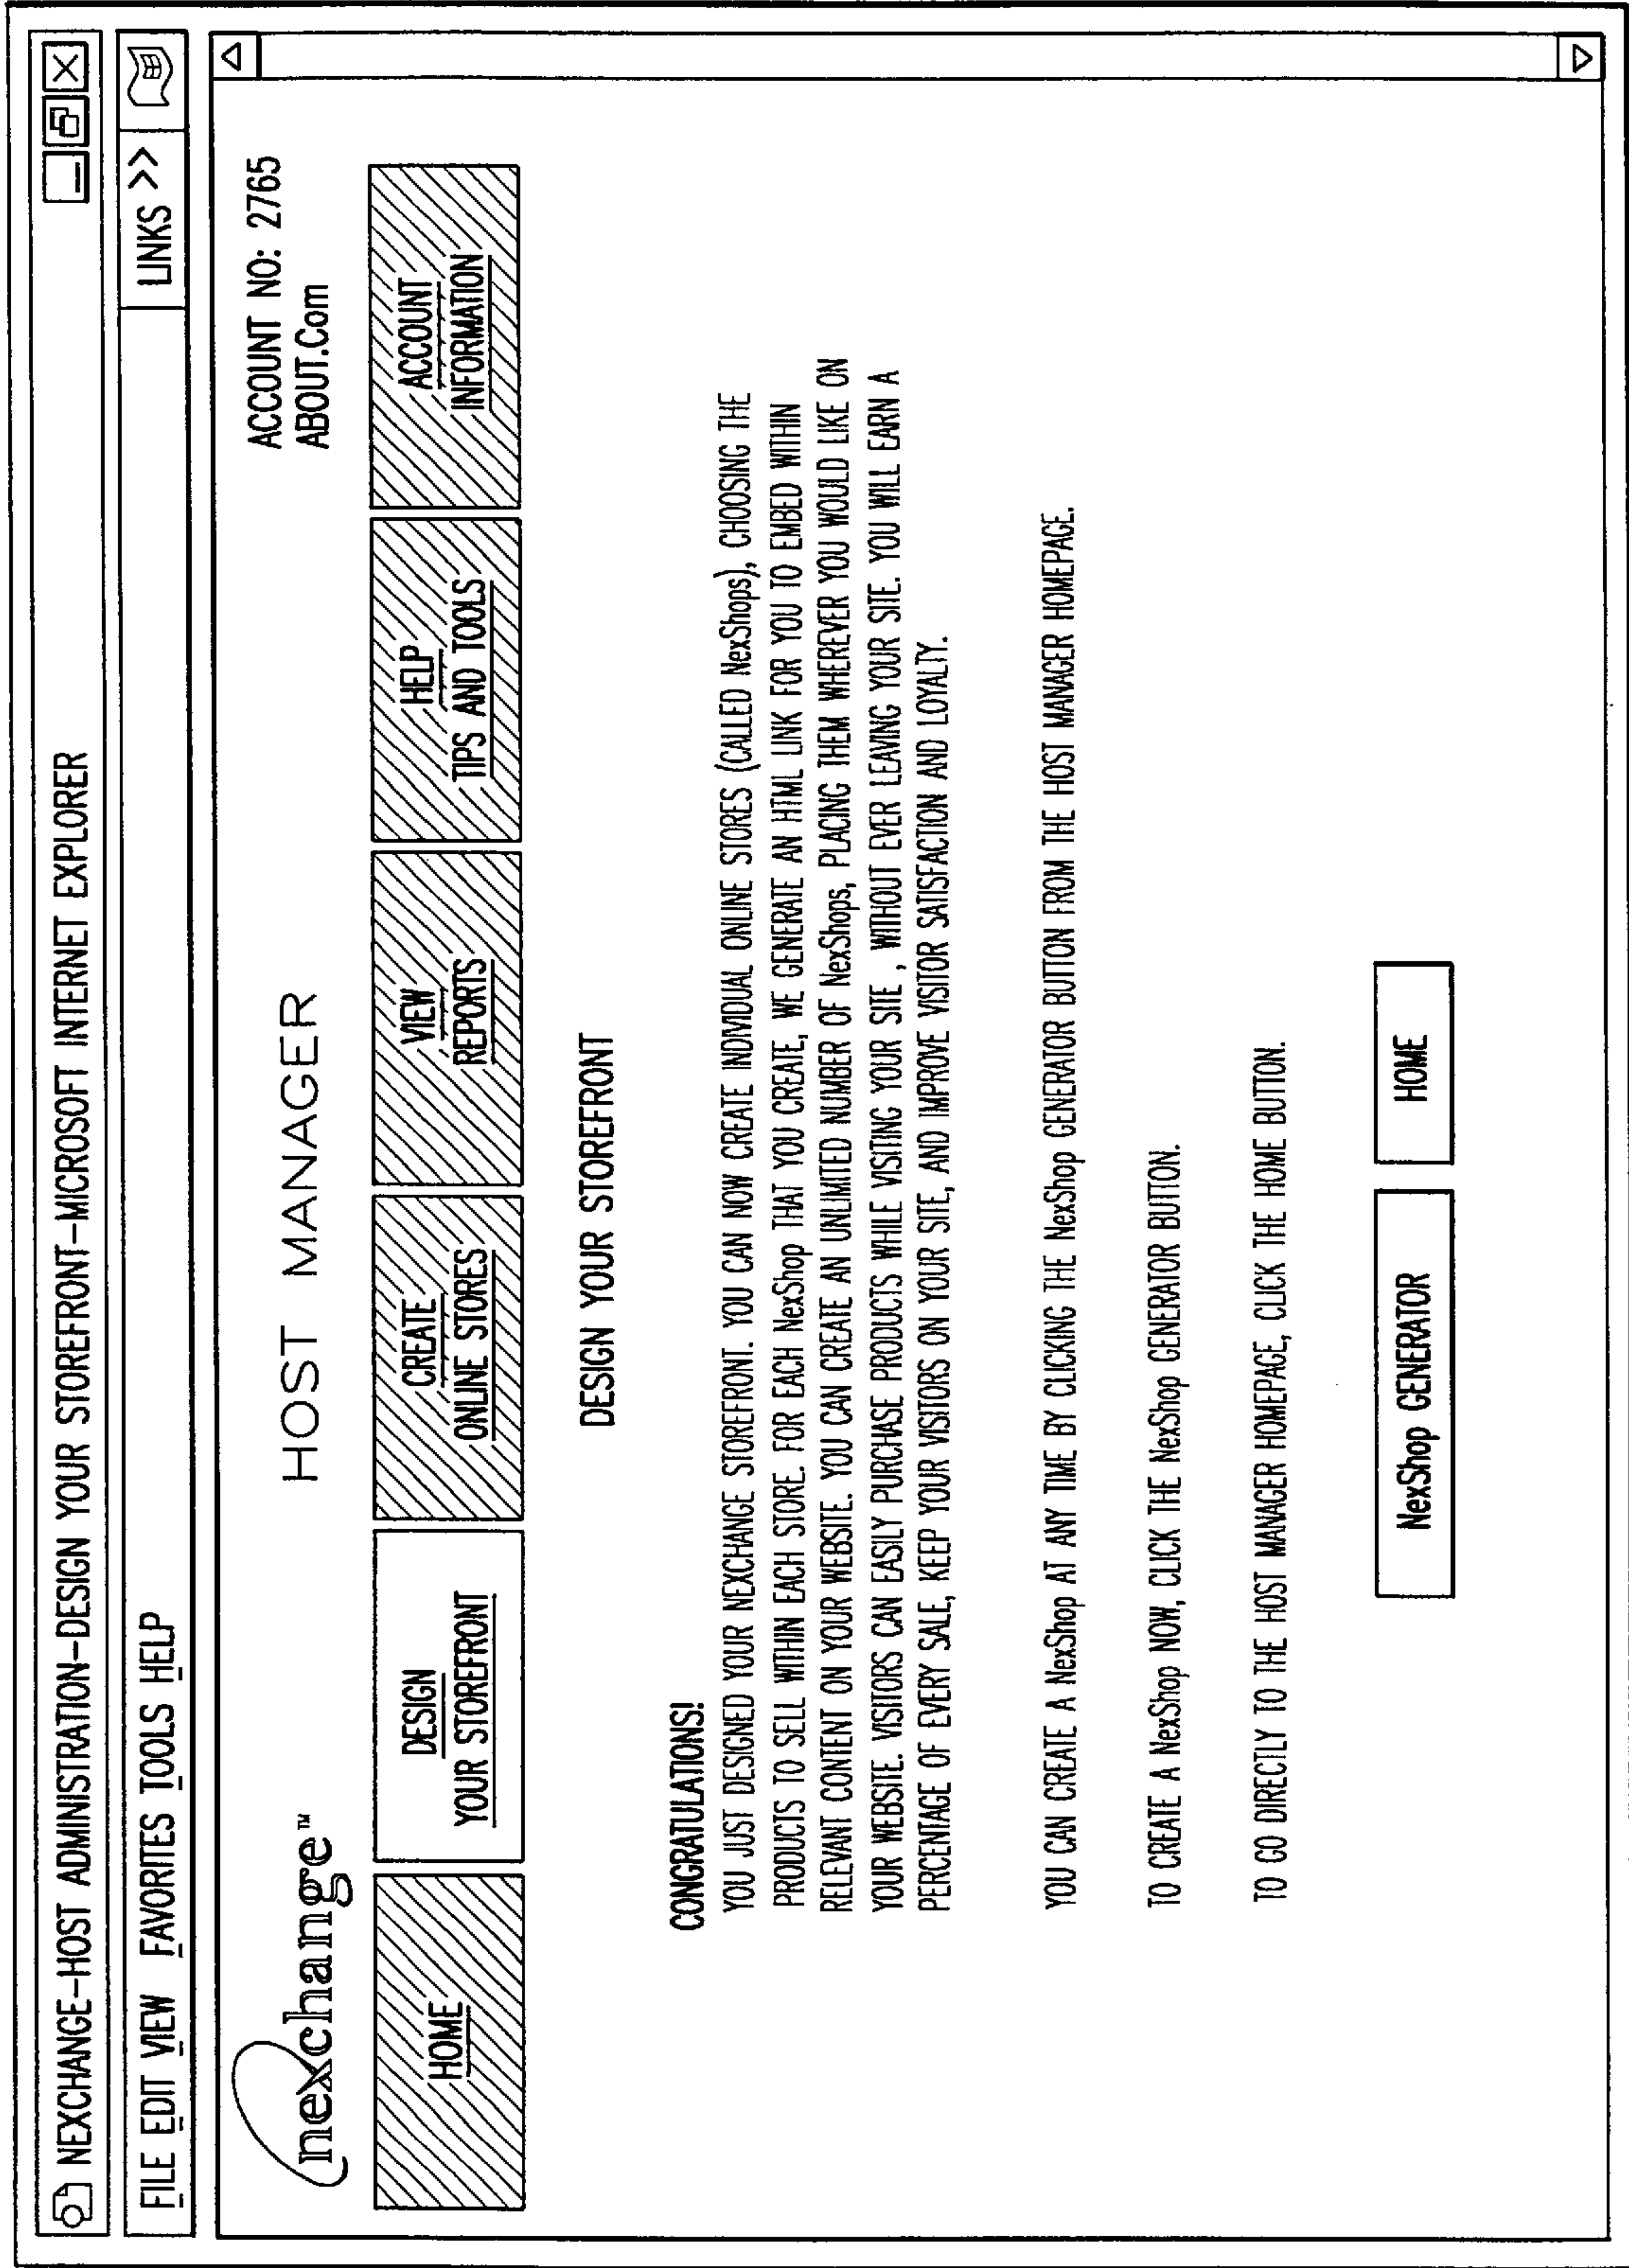 NEXCHANGE-HOST ADMINISTRATION-DESIGN YOUR STOREFRONT-MICROSOFT INTERNET EXPLORER
FILE EDIT VIEW FAVORITES TOOLS HELP
LINKS >>
nexchange™
HOST MANAGER
ACCOUNT NO: 2765
ABOUT.Com
HOME
DESIGN
YOUR STOREFRONT
CREATE
ONLINE STORES
VIEW
REPORTS
HELP
TIPS AND TOOLS
ACCOUNT
INFORMATION
DESIGN YOUR STOREFRONT
CONGRATULATIONS!
YOU JUST DESIGNED YOUR NEXCHANGE STOREFRONT. YOU CAN NOW CREATE INDIVIDUAL ONLINE STORES (CALLED NexShops), CHOOSING THE
PRODUCTS TO SELL WITHIN EACH STORE. FOR EACH NexShop THAT YOU CREATE, WE GENERATE AN HTML LINK FOR YOU TO EMBED WITHIN
RELEVANT CONTENT ON YOUR WEBSITE. YOU CAN CREATE AN UNLIMITED NUMBER OF NexShops, PLACING THEM WHEREVER YOU WOULD LIKE ON
YOUR WEBSITE. VISITORS CAN EASILY PURCHASE PRODUCTS WHILE VISITING YOUR SITE , WITHOUT EVER LEAVING YOUR SITE. YOU WILL EARN A
PERCENTAGE OF EVERY SALE, KEEP YOUR VISITORS ON YOUR SITE, AND IMPROVE VISITOR SATISFACTION AND LOYALTY.
YOU CAN CREATE A NexShop AT ANY TIME BY CLICKING THE NexShop GENERATOR BUTTON FROM THE HOST MANAGER HOMEPAGE.
TO CREATE A NexShop NOW, CLICK THE NexShop GENERATOR BUTTON.
TO GO DIRECTLY TO THE HOST MANAGER HOMEPAGE, CLICK THE HOME BUTTON.
NexShop GENERATOR
HOME